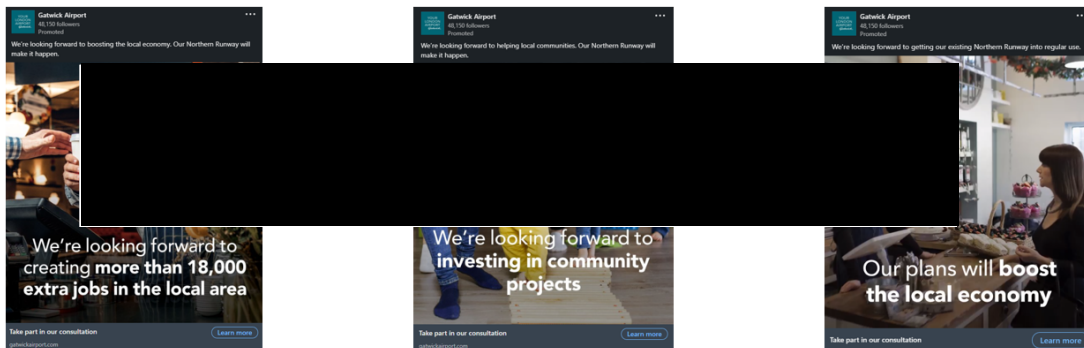 Gatwick Airport
48,150 followers
Promoted
We're looking forward to boosting the local economy. Our Northern Runway will
make it happen.
We're looking forward to
creating more than 18,000
extra jobs in the local area
Take part in our consultation
Learn more
gatwickairport.com
Gatwick Airport
48,150 followers
Promoted
We're looking forward to helping local communities. Our Northern Runway will
make it happen.
We're looking forward to
investing in community
projects
Take part in our consultation
Learn more
gatwickairport.com
Gatwick Airport
48,150 followers
Promoted
We're looking forward to getting our existing Northern Runway into regular use.
Our plans will boost
the local economy
Take part in our consultation
Learn more